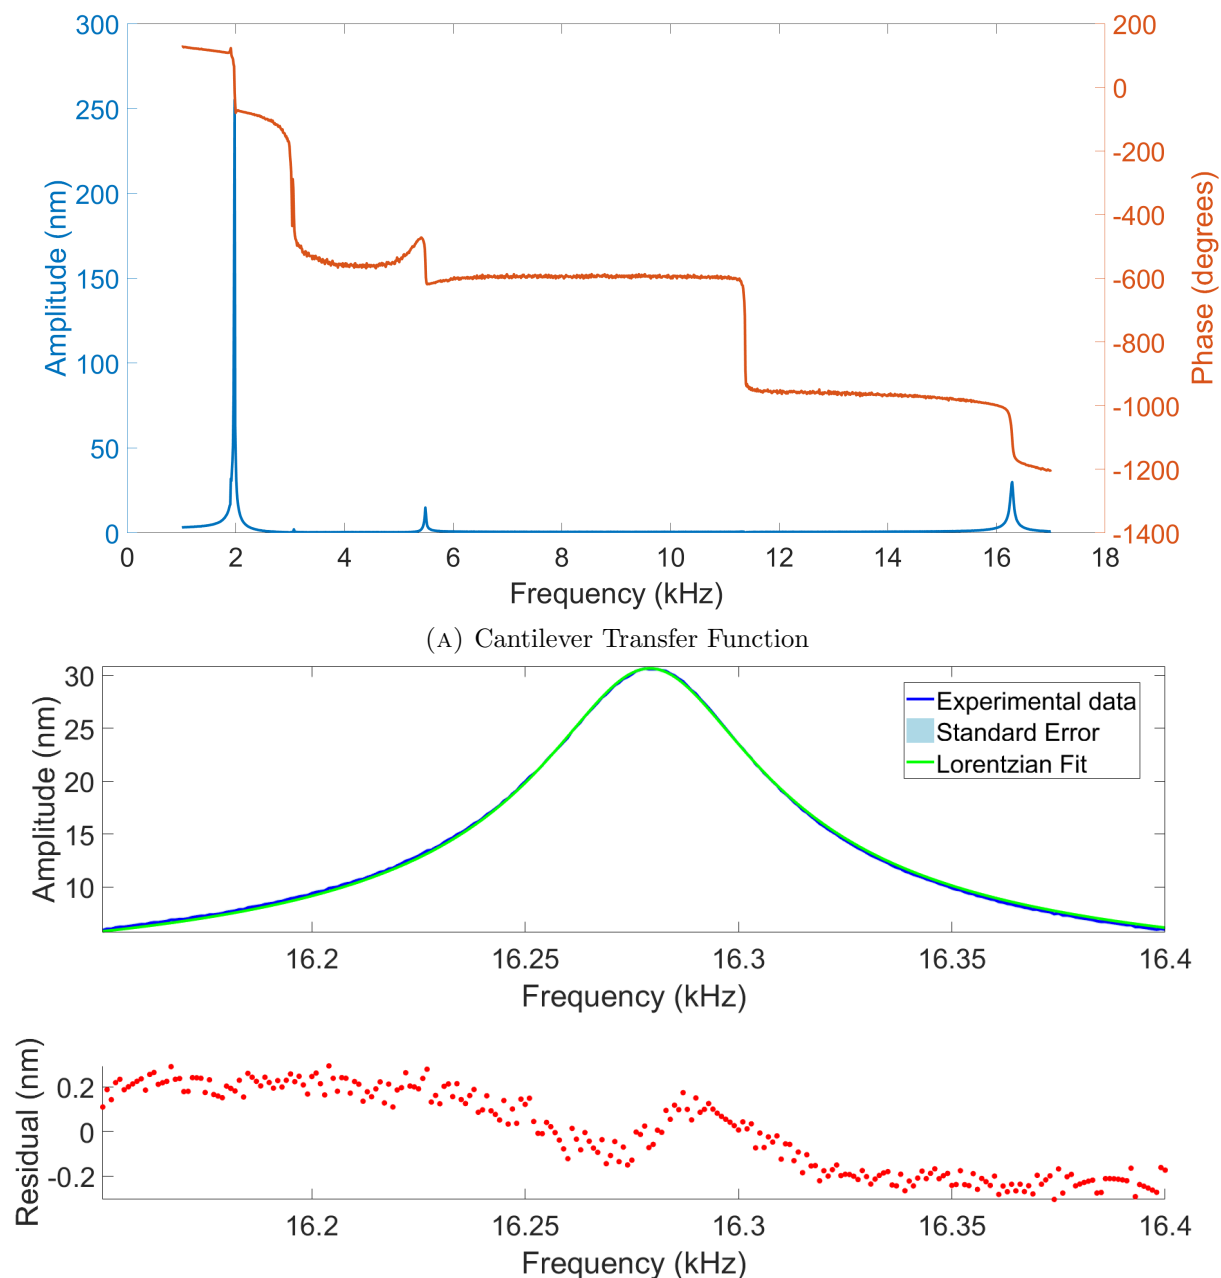 300
250
200
150
100
50
0
Amplitude (nm)
200
0
-200
-400
-600
-800
-1000
-1200
-1400
Phase (degrees)
0 2 4 6 8 10 12 14 16 18
Frequency (kHz)
(A) Cantilever Transfer Function
30
25
20
15
10
Amplitude (nm)
Experimental data
Standard Error
Lorentzian Fit
16.2 16.25 16.3 16.35 16.4
Frequency (kHz)
0.2
0
-0.2
Residual (nm)
16.2 16.25 16.3 16.35 16.4
Frequency (kHz)